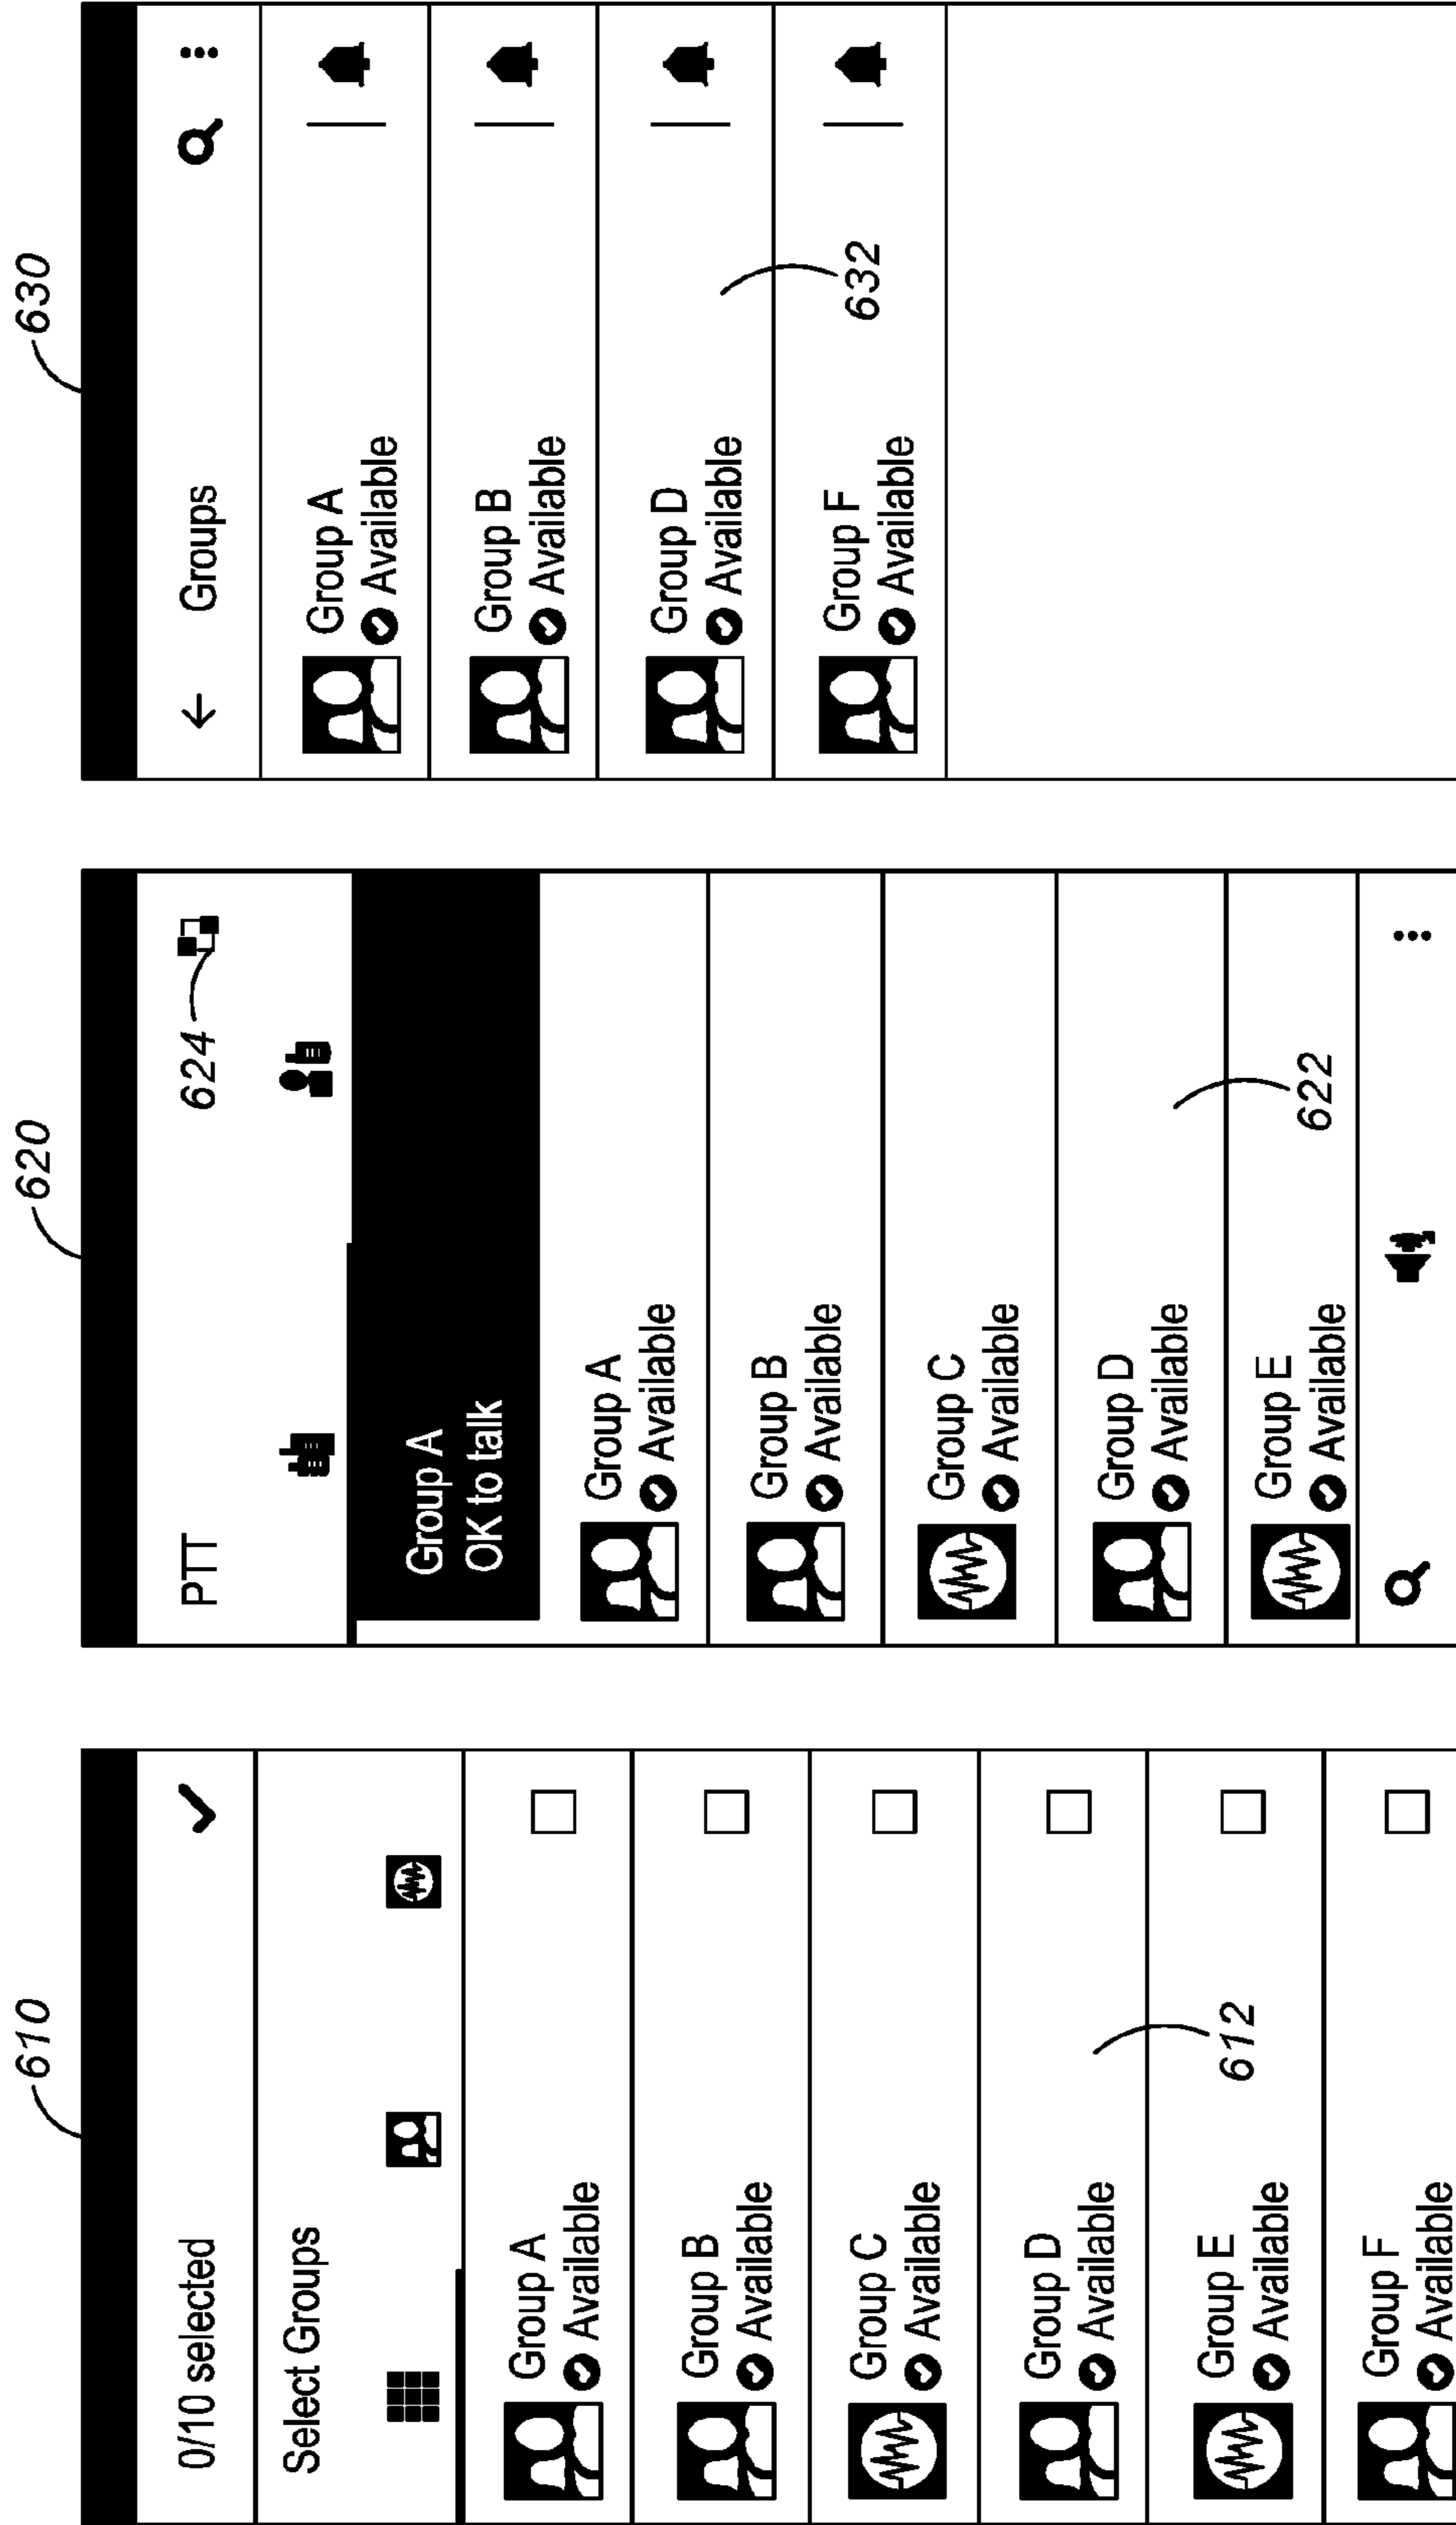 610
0/10 selected
Select Groups
Group A
Available
Group B
Available
Group C
Available
Group D
Available
612
Group E
Available
Group F
Available
620
PTT
624
Group A
OK to talk
Group A
Available
Group B
Available
Group C
Available
Group D
Available
622
Group E
Available
630
Groups
Group A
Available
Group B
Available
Group D
Available
632
Group F
Available